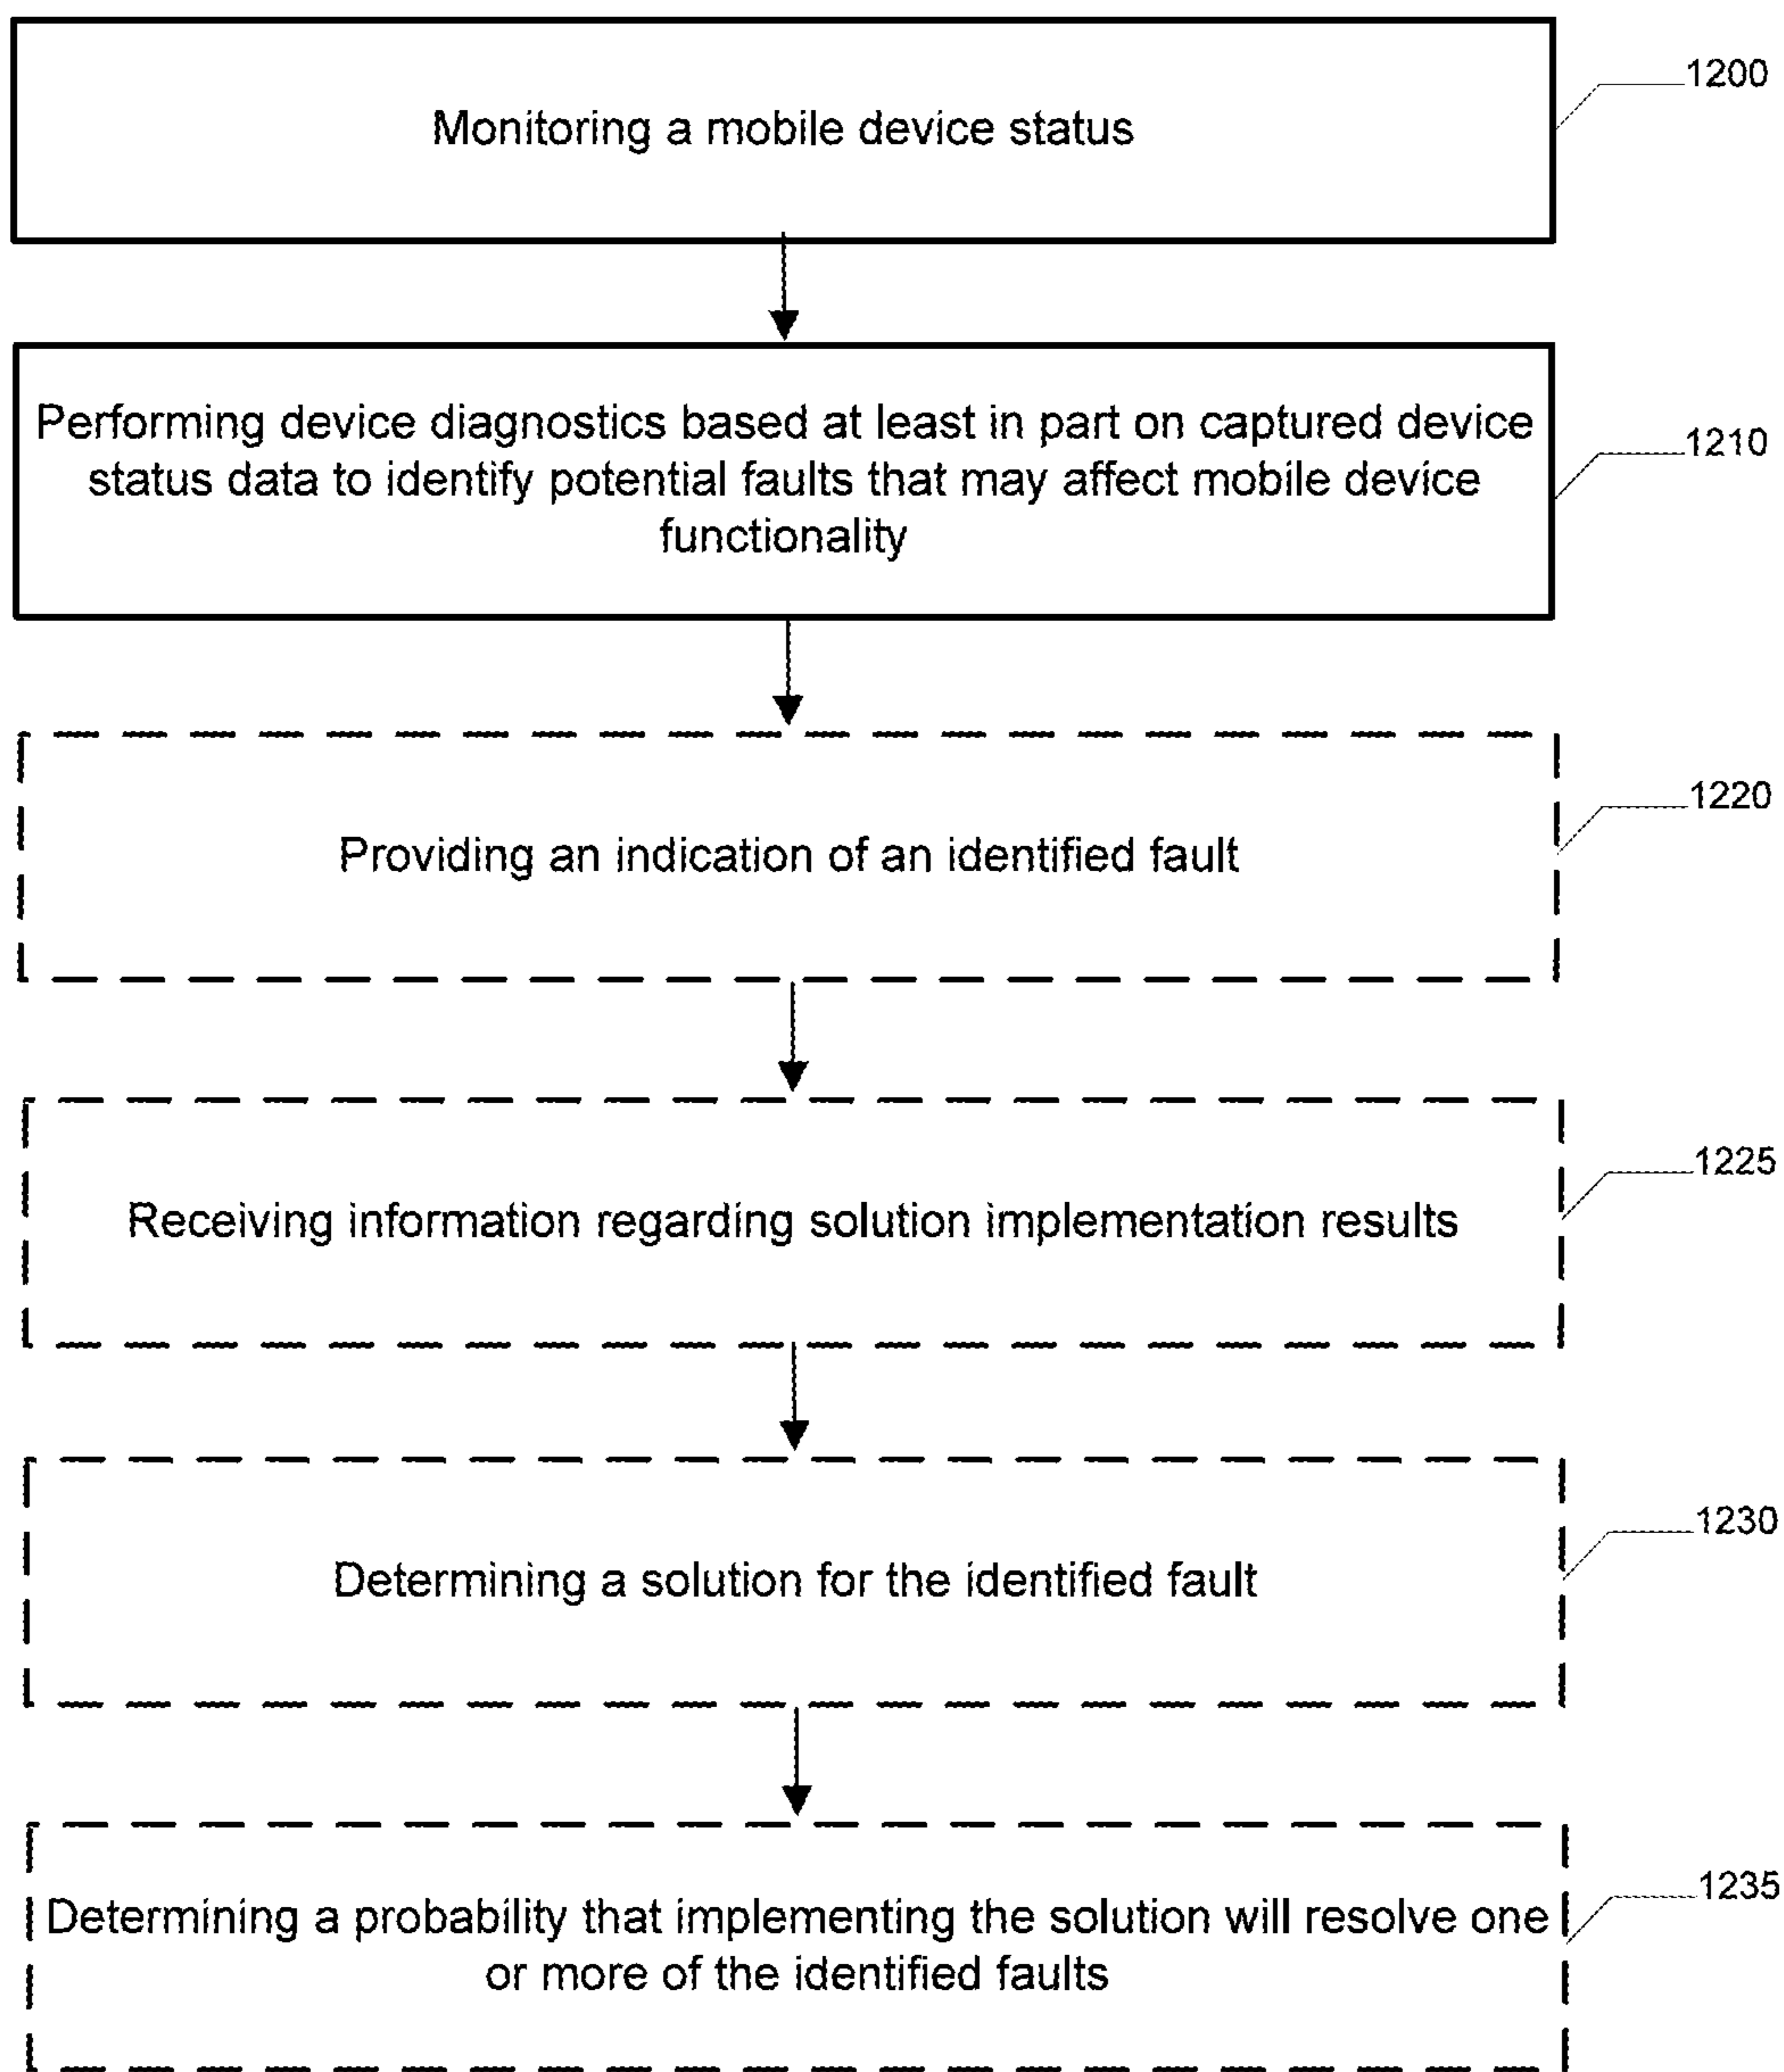 Monitoring a mobile device status
1200
Performing device diagnostics based at least in part on captured device
status data to identify potential faults that may affect mobile device
functionality
1210
Providing an indication of an identified fault
1220
Receiving information regarding solution implementation results
1225
Determining a solution for the identified fault
1230
Determining a probability that implementing the solution will resolve one
or more of the identified faults
1235